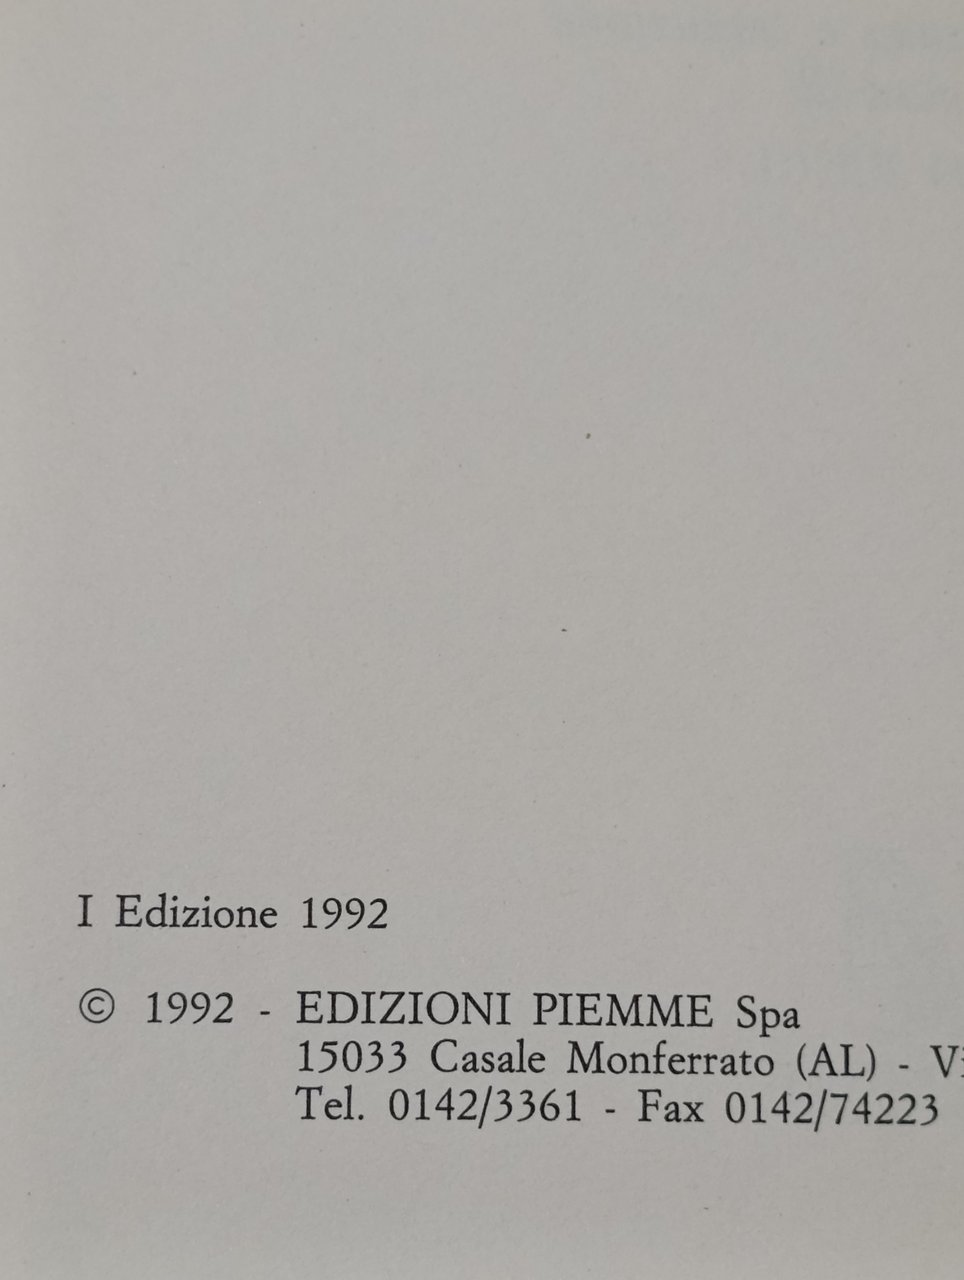 I Edizione 1992
© 1992 - EDIZIONI PIEMME Spa
15033 Casale Monferrato (AL) -
Tel. 0142/3361 - Fax 0142/74223